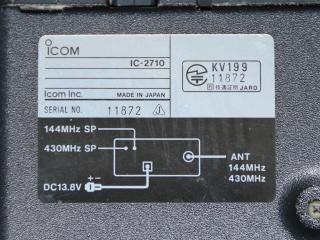 ICOM
IC-2710
KV199
11872
技適証明 JARD
Icom Inc. MADE IN JAPAN
SERIAL NO. 11872
144MHz SP
430MHz SP
ANT
144MHz
430MHz
DC13.8V